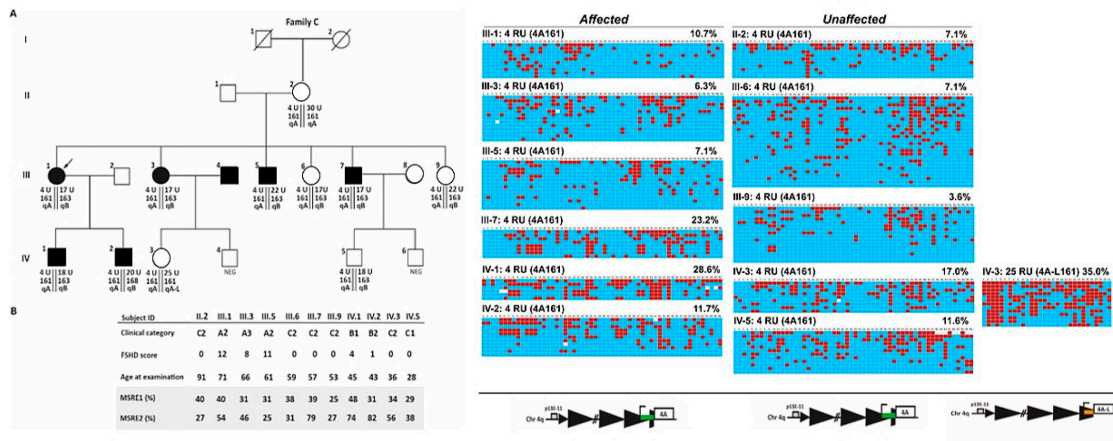 A
Family C
I
1
2
II
1
2
4 U 30 U
161 161
qA qA
III
1
2
3
4
5
6
7
8
9
4 U 17 U
161 163
qA qB
4 U 17 U
161 163
qA qB
4 U 22 U
161 163
qA qB
4 U 17U
161 163
qA qB
4 U 17 U
161 163
qA qB
4 U 22 U
161 163
qA qB
IV
1
2
3
4
5
6
4 U 18 U
161 163
qA qB
4 U 20 U
161 168
qA qB
4 U 25 U
161 161
qA qA-L
NEG
4 U 18 U
161 163
qA qB
NEG
B
Subject ID II.2 III.1 III.3 III.5 III.6 III.7 III.9 IV.1 IV.2 IV.3 IV.5
Clinical category C2 A2 A3 A2 C2 C2 C2 B1 B2 C2 C1
FSHD score 0 12 8 11 0 0 0 4 1 0 0
Age at examination 91 71 66 61 59 57 53 45 43 36 28
MSRE1 (%) 40 40 31 31 38 39 25 48 31 34 29
MSRE2 (%) 27 54 46 25 31 79 27 74 82 56 38
Affected
III-1: 4 RU (4A161) 10.7%
III-3: 4 RU (4A161) 6.3%
III-5: 4 RU (4A161) 7.1%
III-7: 4 RU (4A161) 23.2%
IV-1: 4 RU (4A161) 28.6%
IV-2: 4 RU (4A161) 11.7%
Unaffected
II-2: 4 RU (4A161) 7.1%
III-6: 4 RU (4A161) 7.1%
III-9: 4 RU (4A161) 3.6%
IV-3: 4 RU (4A161) 17.0%
IV-5: 4 RU (4A161) 11.6%
IV-3: 25 RU (4A-L161) 35.0%
p13E-11
Chr 4q
4A
p13E-11
Chr 4q
4A
p13E-11
Chr 4q
4A-L